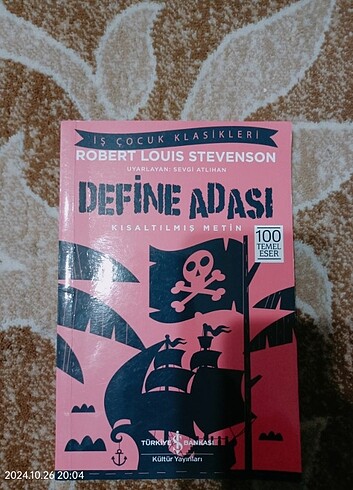 İŞ ÇOCUK KLASİKLERİ
ROBERT LOUIS STEVENSON
UYARLAYAN: SEVGİ ATLIHAN
DEFİNE ADASI
KISALTILMIŞ METİN
100
TEMEL
ESER
TÜRKİYE İŞ BANKASI
Kültür Yayınları
2024.10.26 20:04